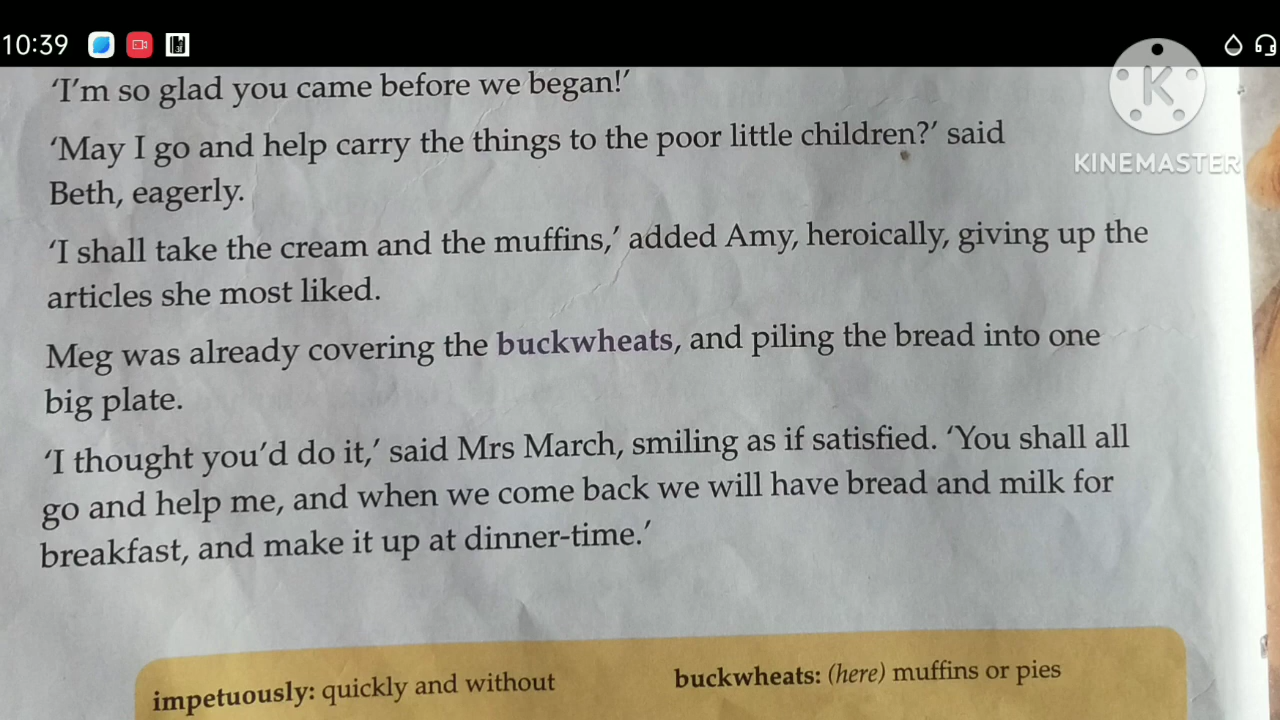 10:39
KINEMASTER
‘I’m so glad you came before we began!’
‘May I go and help carry the things to the poor little children?’ said
Beth, eagerly.
‘I shall take the cream and the muffins,’ added Amy, heroically, giving up the
articles she most liked.
Meg was already covering the buckwheats, and piling the bread into one
big plate.
‘I thought you’d do it,’ said Mrs March, smiling as if satisfied. ‘You shall all
go and help me, and when we come back we will have bread and milk for
breakfast, and make it up at dinner-time.’
impetuously: quickly and without
buckwheats: (here) muffins or pies